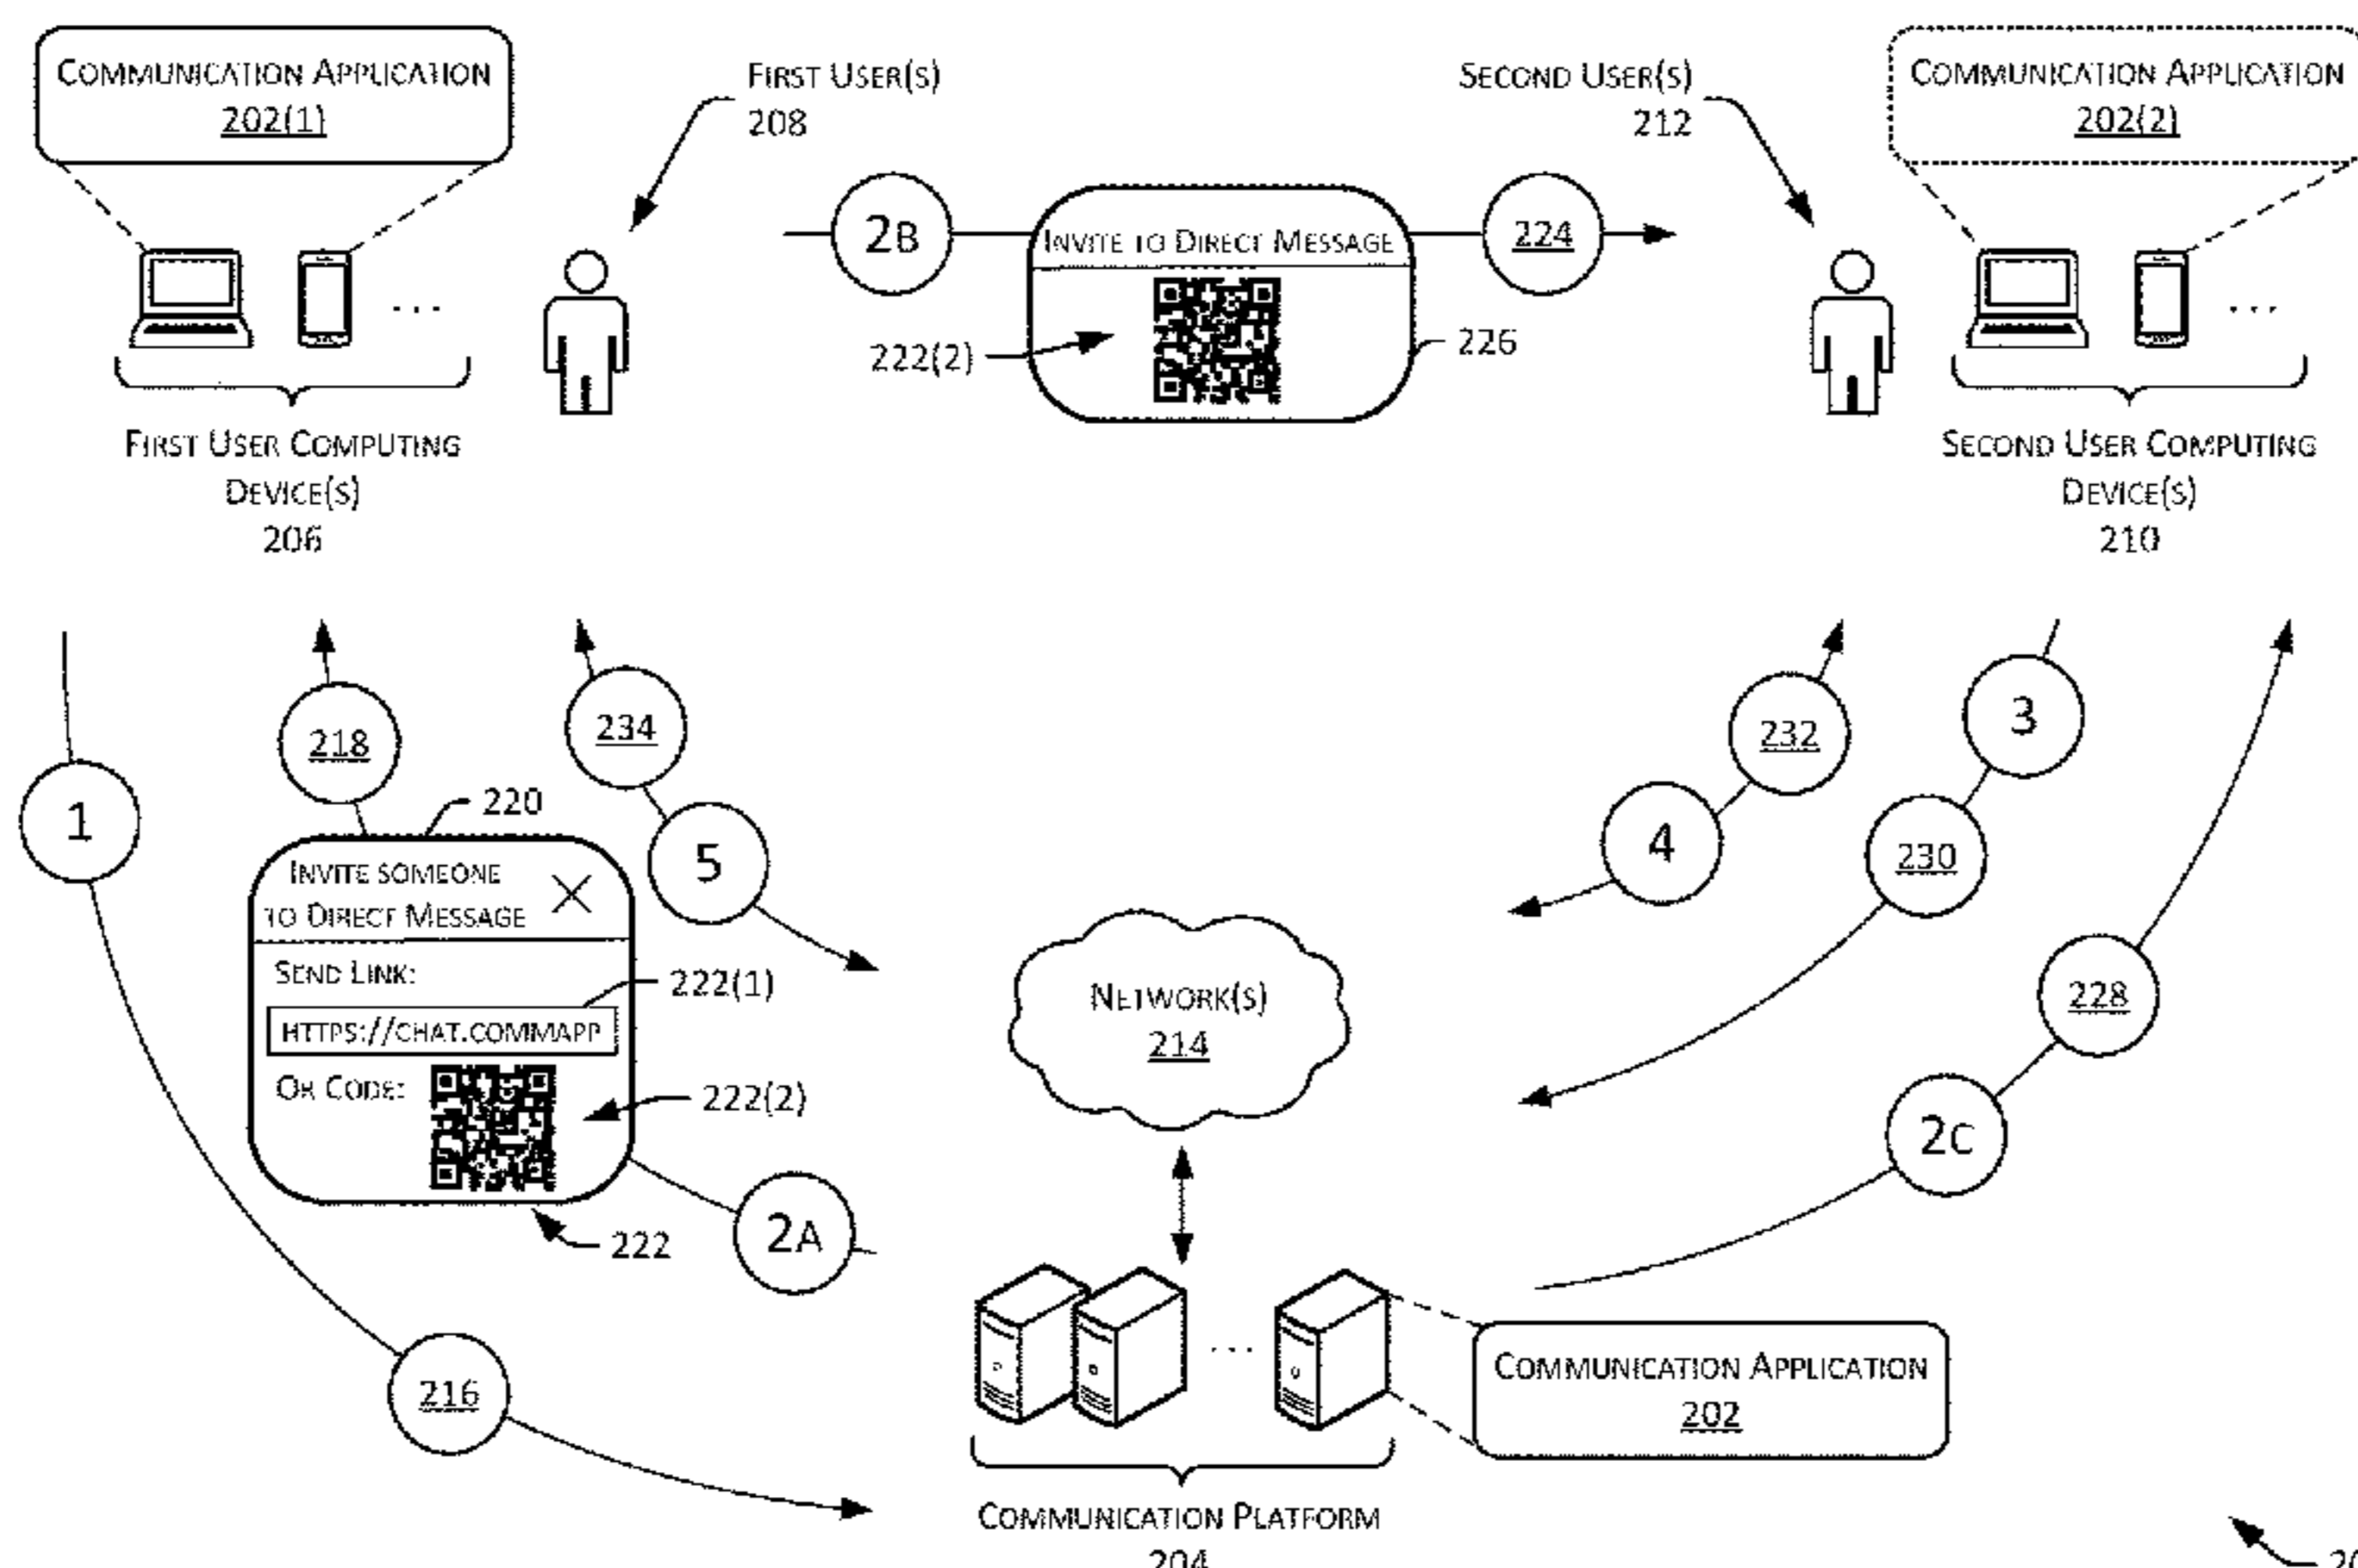 COMMUNICATION APPLICATION
202(1)
FIRST USER(S)
208
SECOND USER(S)
212
COMMUNICATION APPLICATION
202(2)
2B
INVITE TO DIRECT MESSAGE
224
222(2)
226
FIRST USER COMPUTING
DEVICE(S)
206
SECOND USER COMPUTING
DEVICE(S)
210
218
234
232
3
1
220
5
4
230
INVITE SOMEONE
TO DIRECT MESSAGE
SEND LINK:
222(1)
HTTPS://CHAT.COMMAPP
QR CODE:
222(2)
222
2A
NETWORK(S)
214
228
2C
216
COMMUNICATION APPLICATION
202
COMMUNICATION PLATFORM
204